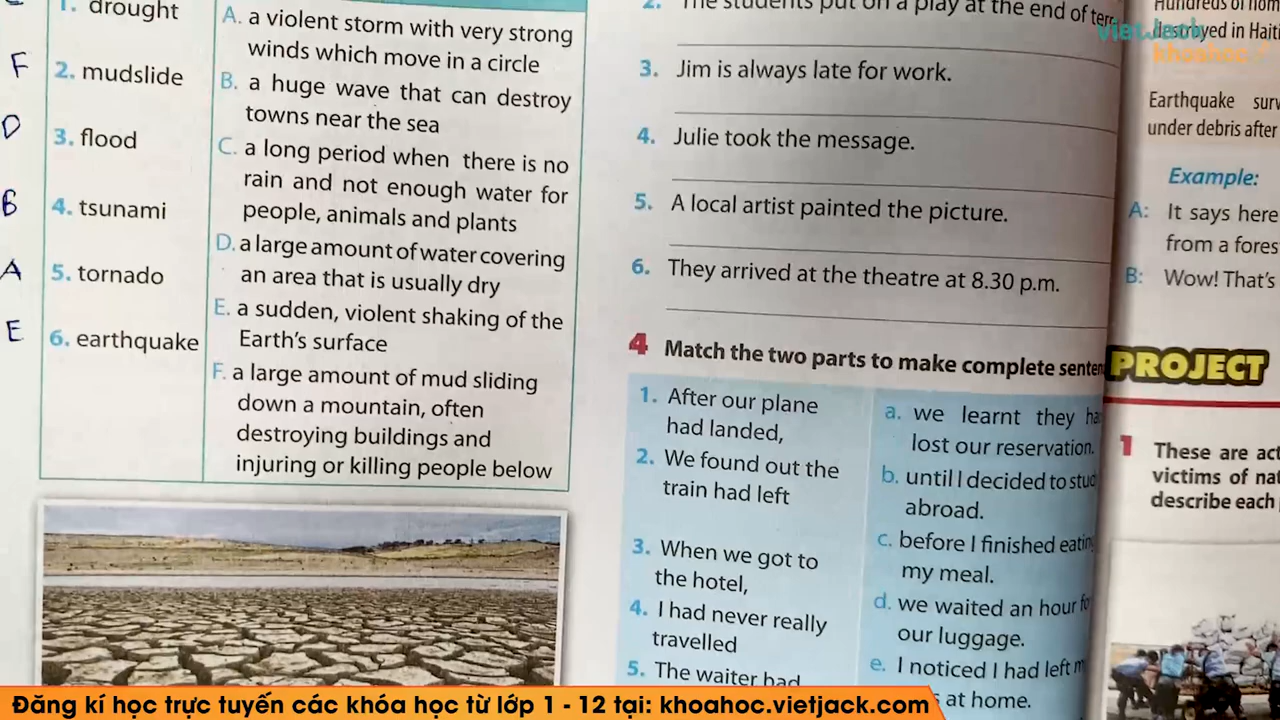 1. drought
F
2. mudslide
D
3. flood
B
4. tsunami
A
5. tornado
E
6. earthquake
A. a violent storm with very strong
winds which move in a circle
B. a huge wave that can destroy
towns near the sea
C. a long period when there is no
rain and not enough water for
people, animals and plants
D. a large amount of water covering
an area that is usually dry
E. a sudden, violent shaking of the
Earth's surface
F. a large amount of mud sliding
down a mountain, often
destroying buildings and
injuring or killing people below
2. The students put on a play at the end of
3. Jim is always late for work.
4. Julie took the message.
5. A local artist painted the picture.
6. They arrived at the theatre at 8.30 p.m.
4 Match the two parts to make complete
1. After our plane
had landed,
2. We found out the
train had left
3. When we got to
the hotel,
4. I had never really
travelled
5. The waiter had
a. we learnt they
lost our reservation.
b. until I decided to
abroad.
c. before I finished
my meal.
d. we waited an hour
our luggage.
e. I noticed I had left
at home.
Hundreds of
destroyed in
Earthquake
under debris after
Example:
A: It says here
from a
B: Wow! That's
PROJECT
1 These are
victims of
describe each
vietJack
khoahoc
Đăng kí học trực tuyến các khóa học từ lớp 1 - 12 tại: khoahoc.vietjack.com